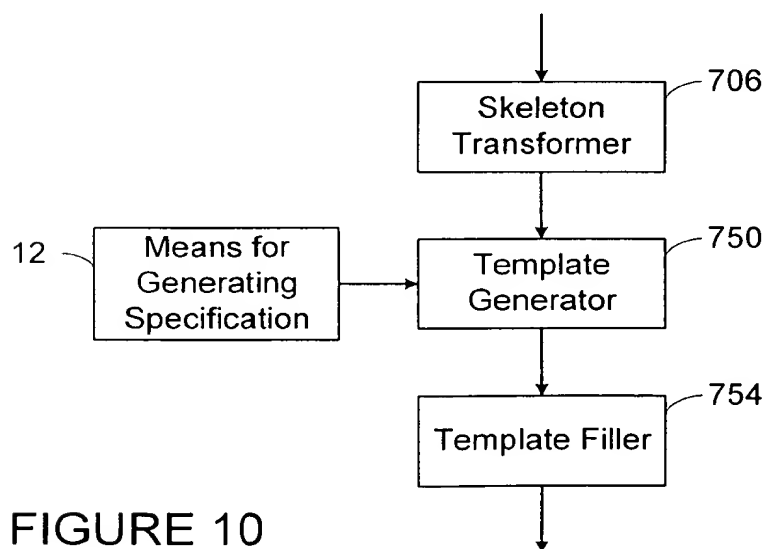 706
Skeleton
Transformer
12
Means for
Generating
Specification
750
Template
Generator
754
Template Filler
FIGURE 10